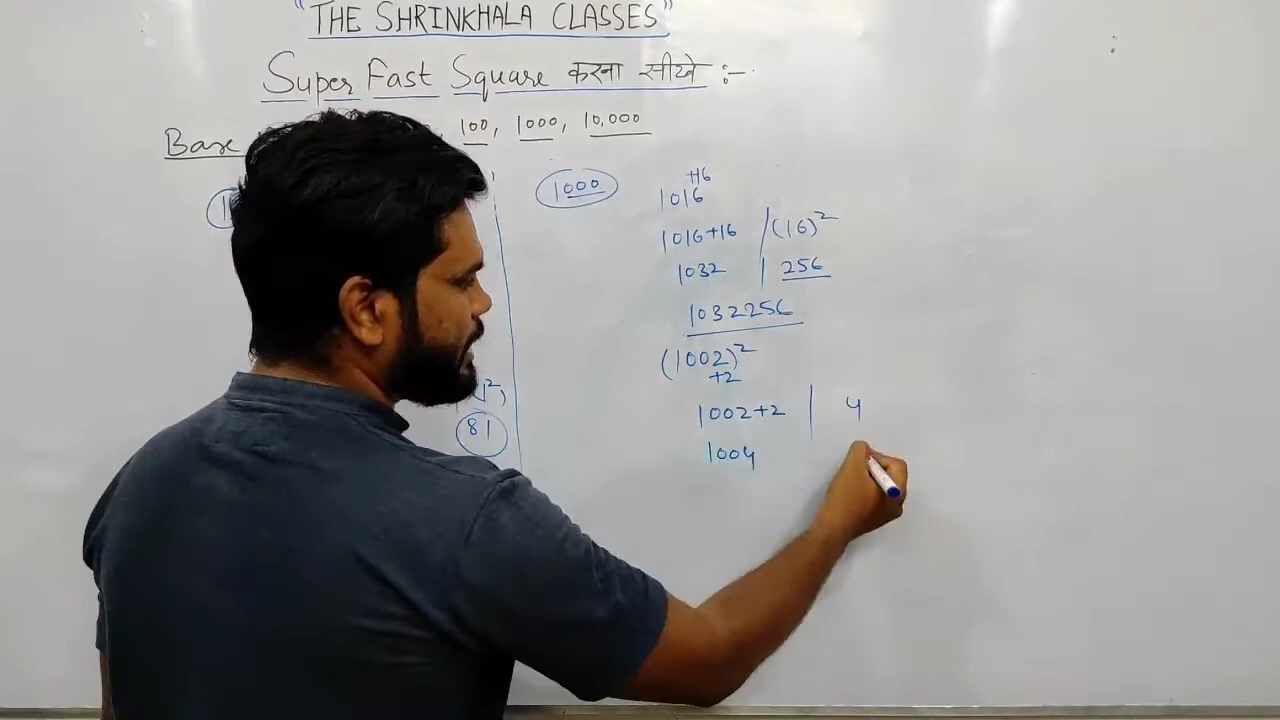 "THE SHRINKHALA CLASSES"
Super Fast Square करना सीखे :-
Base 100, 1000, 10,000
1000
+16
1016
1016+16 / (16)²
1032 | 256
1032256
(1002)²
+2
1002+2 | 4
1004
81